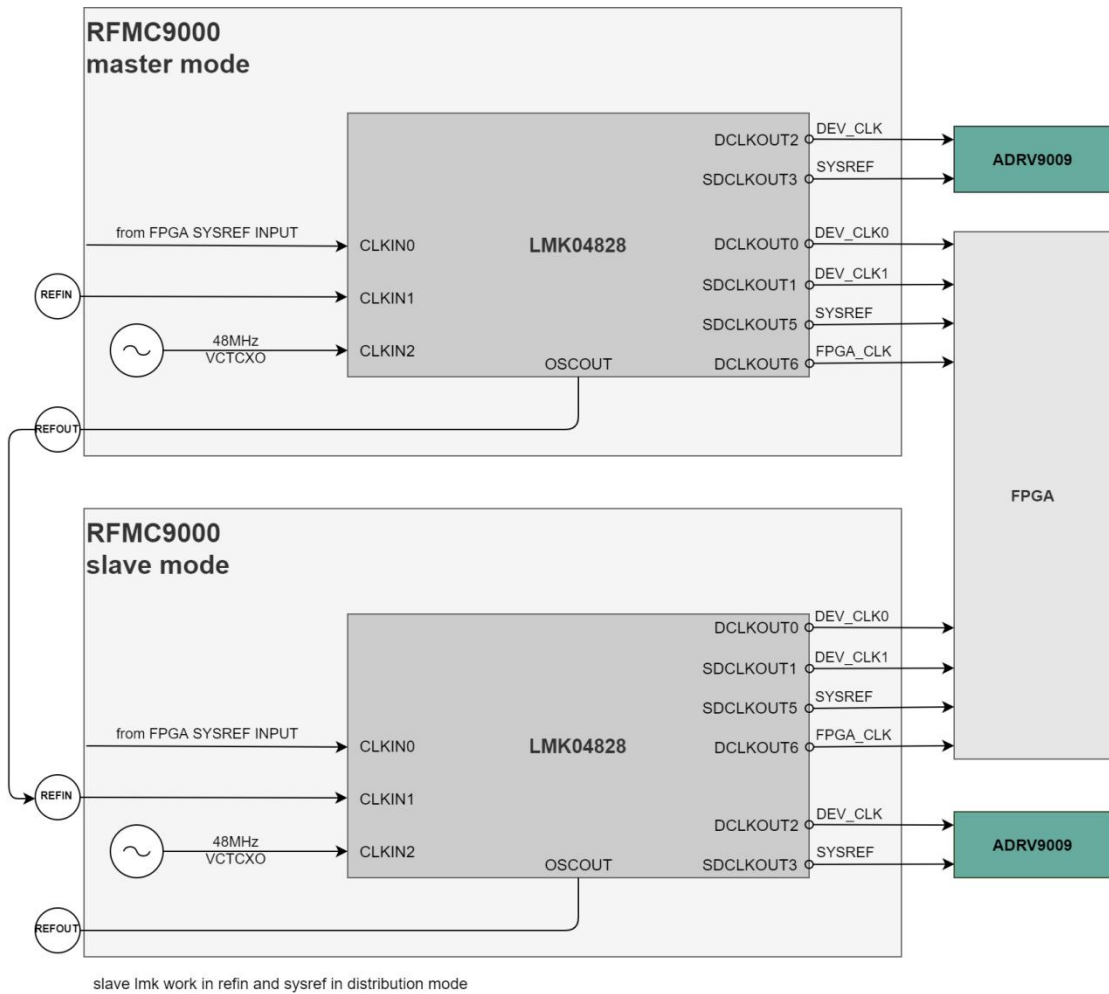 RFMC9000
master mode
DCLKOUT2
DEV_CLK
ADRV9009
SDCLKOUT3
SYSREF
from FPGA SYSREF INPUT
CLKIN0
LMK04828
DCLKOUT0
DEV_CLK0
REFIN
CLKIN1
SDCLKOUT1
DEV_CLK1
48MHz
VCTCXO
CLKIN2
SDCLKOUT5
SYSREF
OSCOUT
DCLKOUT6
FPGA_CLK
REFOUT
FPGA
RFMC9000
slave mode
DCLKOUT0
DEV_CLK0
SDCLKOUT1
DEV_CLK1
SDCLKOUT5
SYSREF
from FPGA SYSREF INPUT
CLKIN0
LMK04828
DCLKOUT6
FPGA_CLK
REFIN
CLKIN1
48MHz
VCTCXO
CLKIN2
DCLKOUT2
DEV_CLK
ADRV9009
OSCOUT
SDCLKOUT3
SYSREF
REFOUT
slave lmk work in refin and sysref in distribution mode